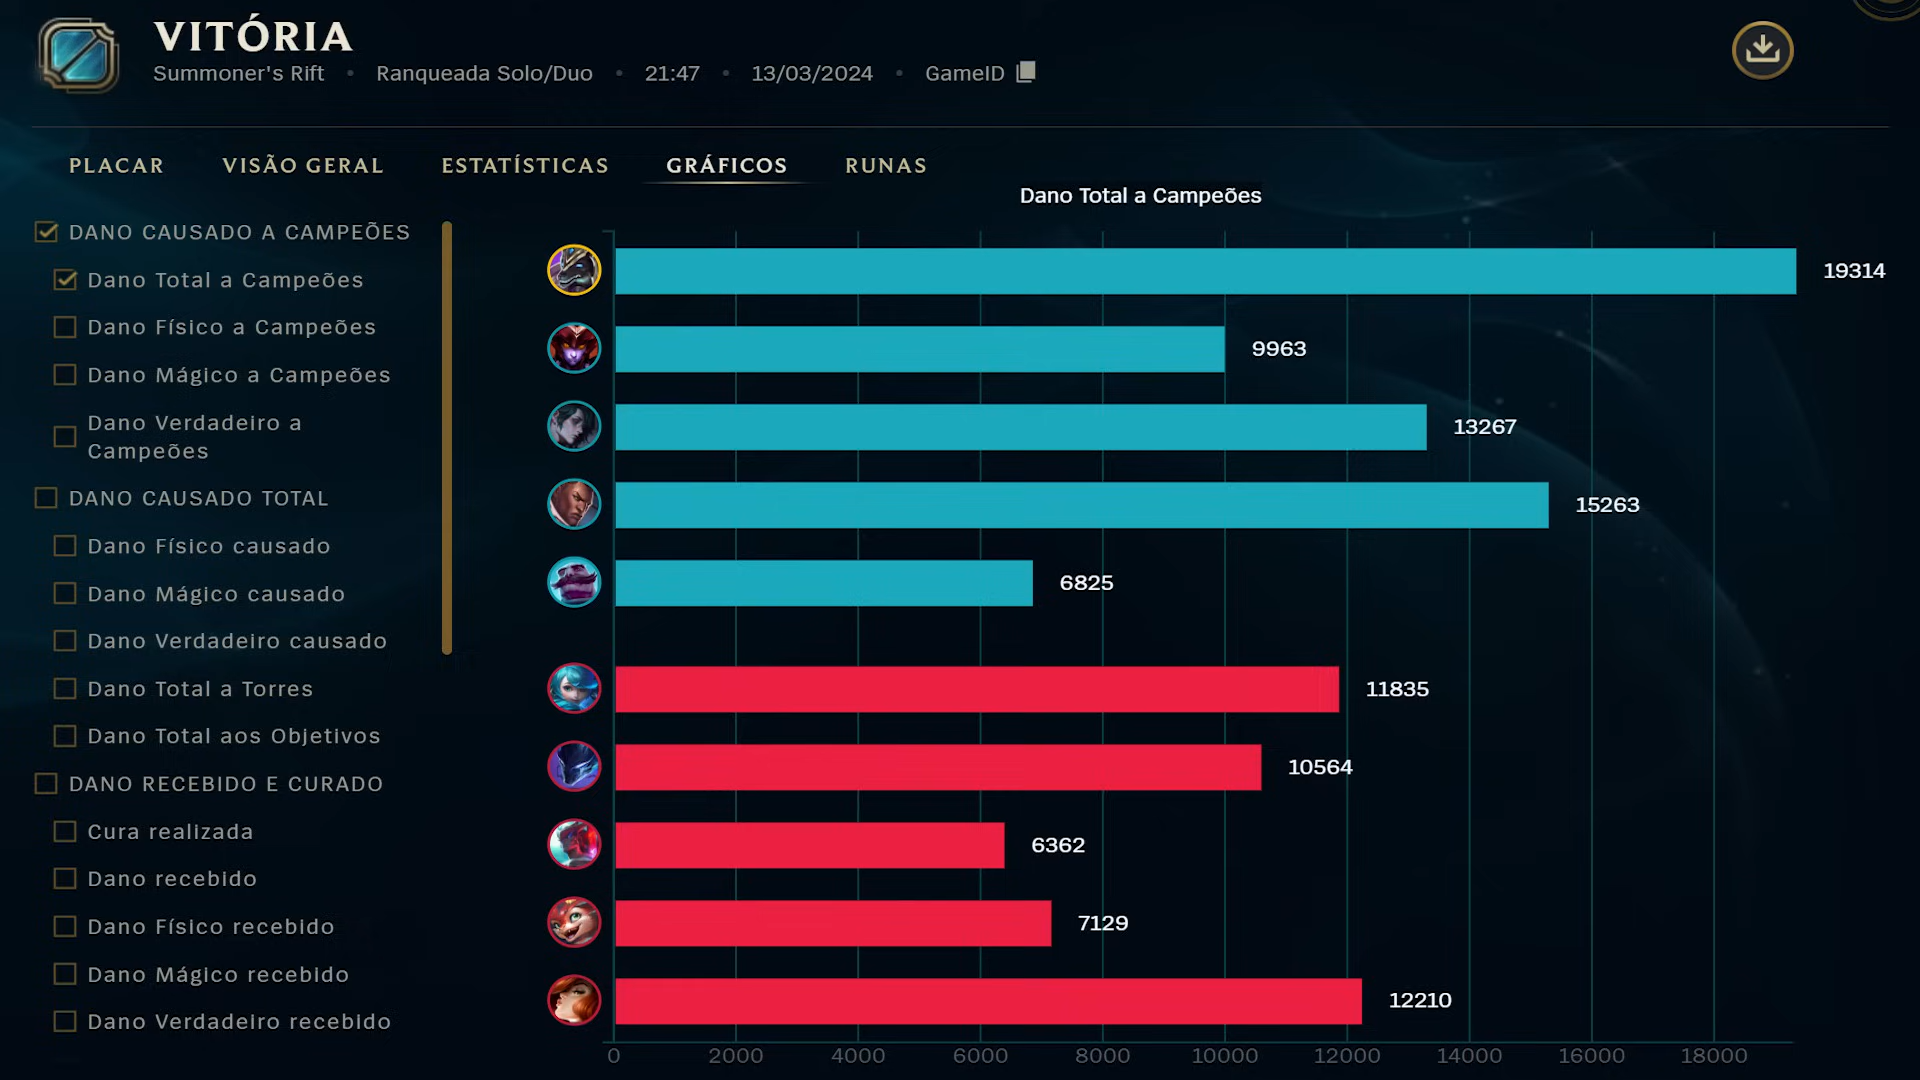 VITÓRIA
Summoner's Rift • Ranqueada Solo/Duo • 21:47 • 13/03/2024 • GameID
PLACAR VISÃO GERAL ESTATÍSTICAS GRÁFICOS RUNAS
Dano Total a Campeões
DANO CAUSADO A CAMPEÕES
Dano Total a Campeões
Dano Físico a Campeões
Dano Mágico a Campeões
Dano Verdadeiro a
Campeões
DANO CAUSADO TOTAL
Dano Físico causado
Dano Mágico causado
Dano Verdadeiro causado
Dano Total a Torres
Dano Total aos Objetivos
DANO RECEBIDO E CURADO
Cura realizada
Dano recebido
Dano Físico recebido
Dano Mágico recebido
Dano Verdadeiro recebido
19314
9963
13267
15263
6825
11835
10564
6362
7129
12210
0 2000 4000 6000 8000 10000 12000 14000 16000 18000